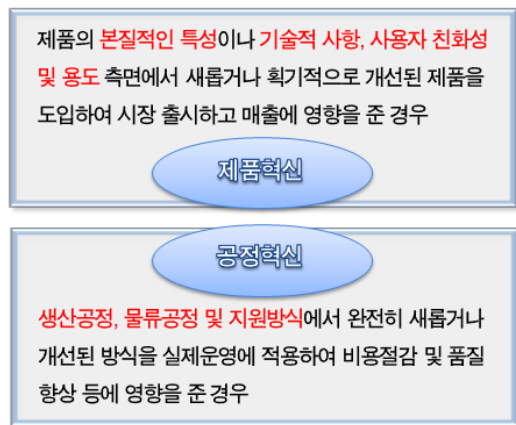 제품의 본질적인 특성이나 기술적 사항, 사용자 친화성
및 용도 측면에서 새롭거나 획기적으로 개선된 제품을
도입하여 시장 출시하고 매출에 영향을 준 경우
제품혁신
공정혁신
생산공정, 물류공정 및 지원방식에서 완전히 새롭거나
개선된 방식을 실제운영에 적용하여 비용절감 및 품질
향상 등에 영향을 준 경우